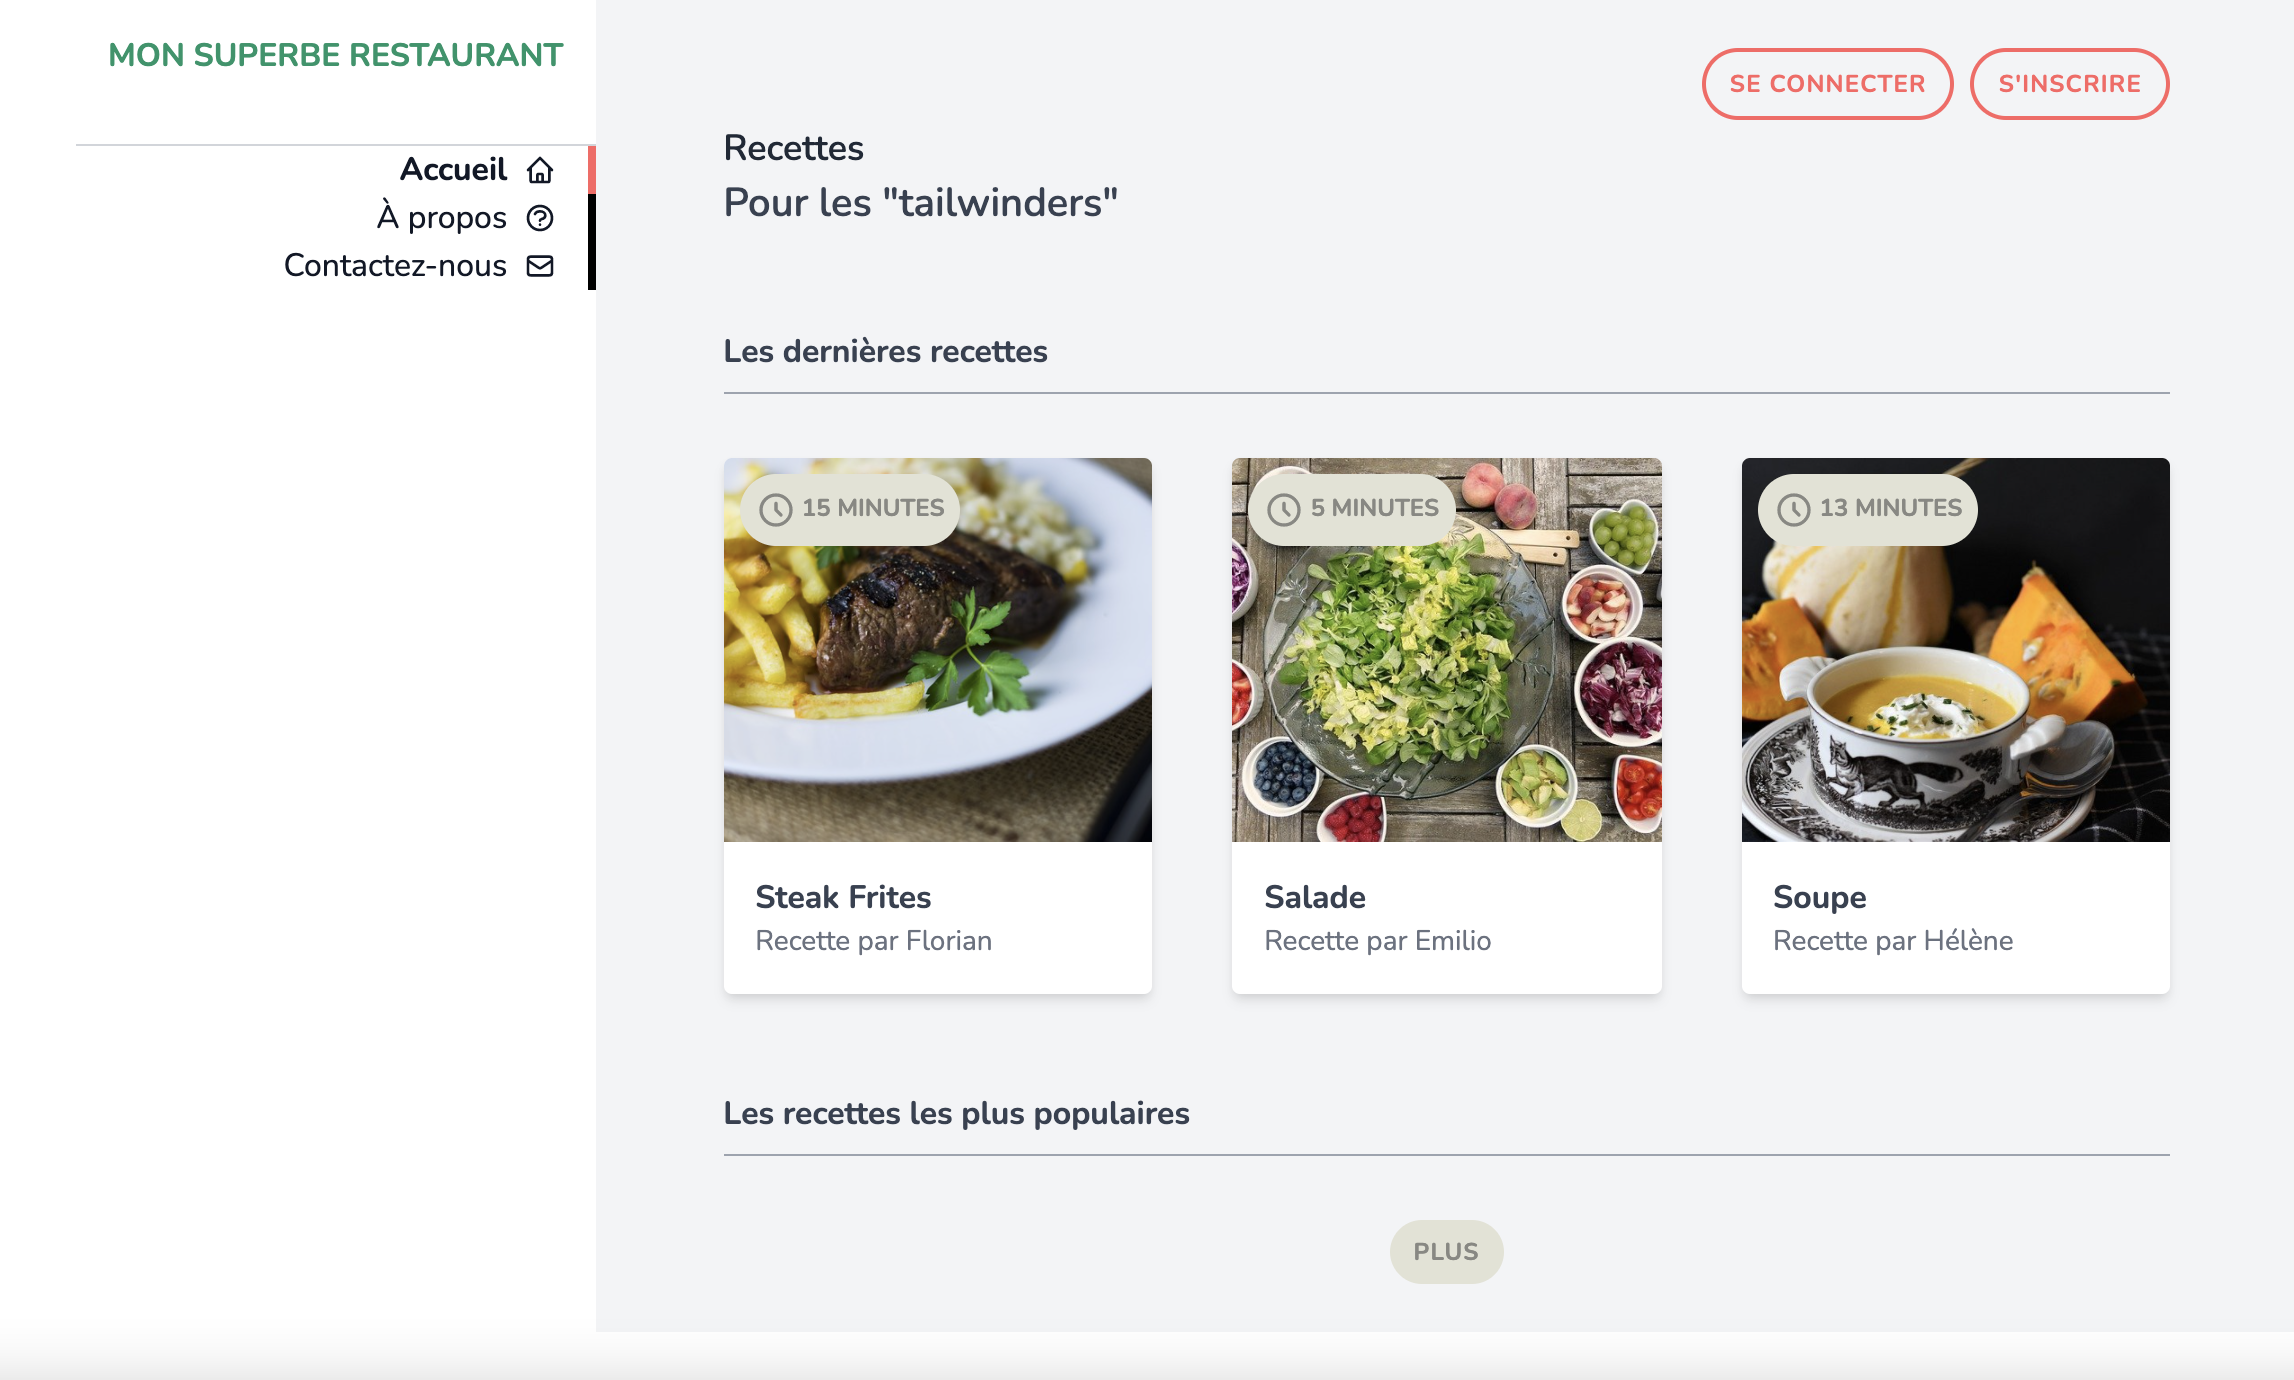 MON SUPERBE RESTAURANT
Accueil
À propos
Contactez-nous
SE CONNECTER
S'INSCRIRE
Recettes
Pour les "tailwinders"
Les dernières recettes
15 MINUTES
Steak Frites
Recette par Florian
5 MINUTES
Salade
Recette par Emilio
13 MINUTES
Soupe
Recette par Hélène
Les recettes les plus populaires
PLUS